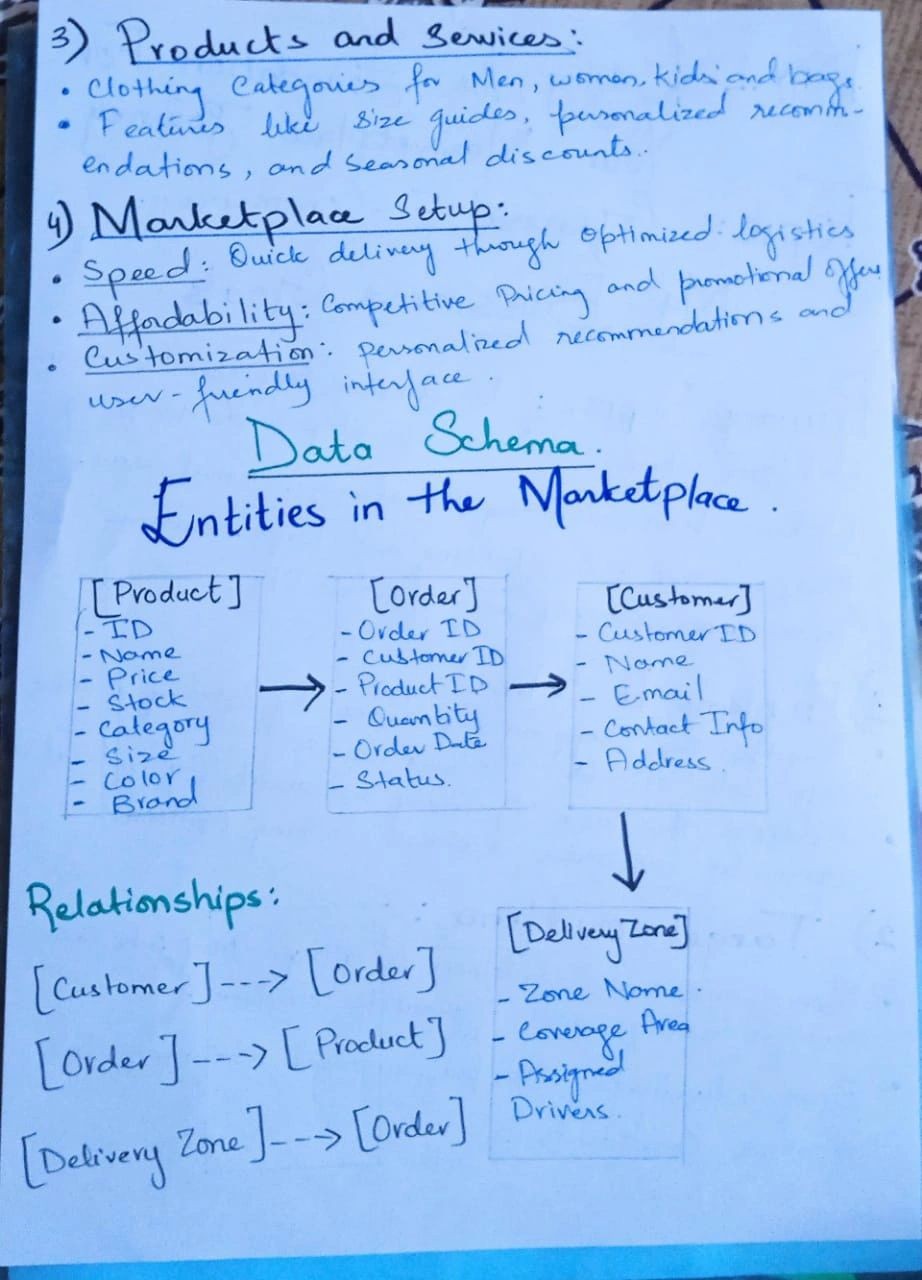 3) Products and Services:
• Clothing Categories for Men, women, kids and bags.
• Features like size guides, personalized recomm-
endations, and seasonal discounts..
4) Marketplace Setup:
• Speed: Quick delivery through optimized logistics
• Affordability: Competitive Pricing and promotional offers
• Customization: personalized recommendations and
user-friendly interface.
Data Schema.
Entities in the Marketplace.
[Product]
- ID
- Name
- Price
- Stock
- Category
- Size
- Color
- Brand
[Order]
- Order ID
- Customer ID
- Product ID
- Quantity
- Order Date
- Status.
[Customer]
- Customer ID
- Name
- Email
- Contact Info
- Address.
[Delivery Zone]
- Zone Name.
- Coverage Area
- Assigned
Drivers.
Relationships:
[Customer]---> [Order]
[Order]---> [Product]
[Delivery Zone]---> [Order]